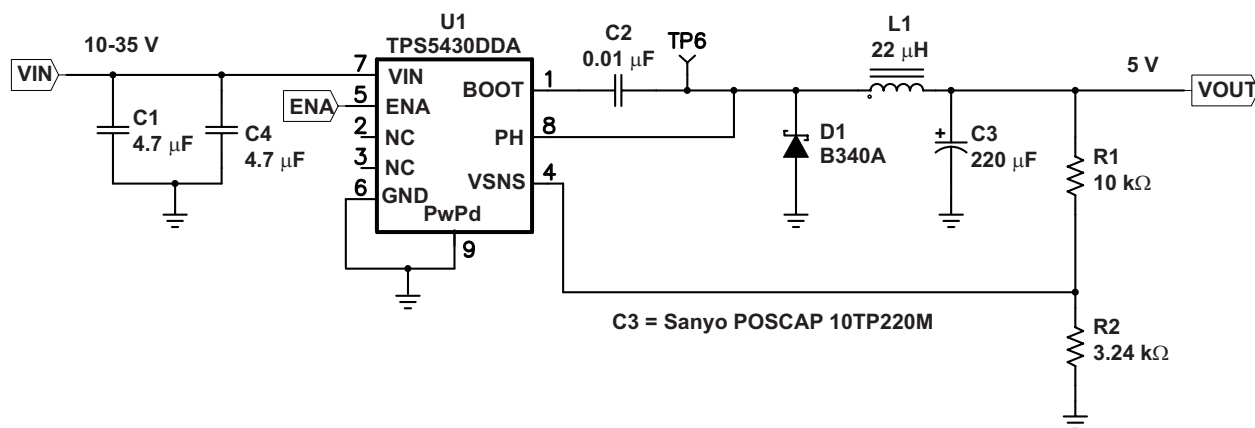 U1
TPS5430DDA
10-35 V
VIN
C1
4.7 µF
C4
4.7 µF
ENA
7
5
2
3
6
VIN
ENA
NC
NC
GND
BOOT
PH
VSNS
PwPd
1
8
4
9
C2
0.01 µF
TP6
D1
B340A
L1
22 µH
C3
220 µF
5 V
VOUT
R1
10 kΩ
C3 = Sanyo POSCAP 10TP220M
R2
3.24 kΩ